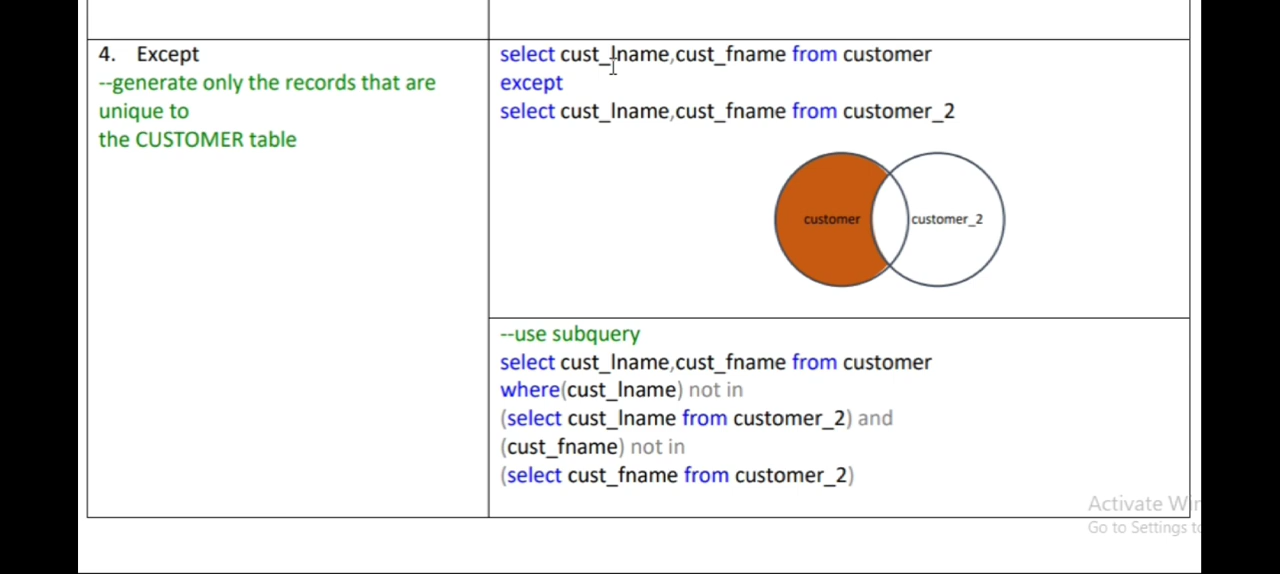 4. Except
--generate only the records that are
unique to
the CUSTOMER table
select cust_lname,cust_fname from customer
except
select cust_lname,cust_fname from customer_2
customer
customer_2
--use subquery
select cust_lname,cust_fname from customer
where(cust_lname) not in
(select cust_lname from customer_2) and
(cust_fname) not in
(select cust_fname from customer_2)
Activate Win
Go to Settings to